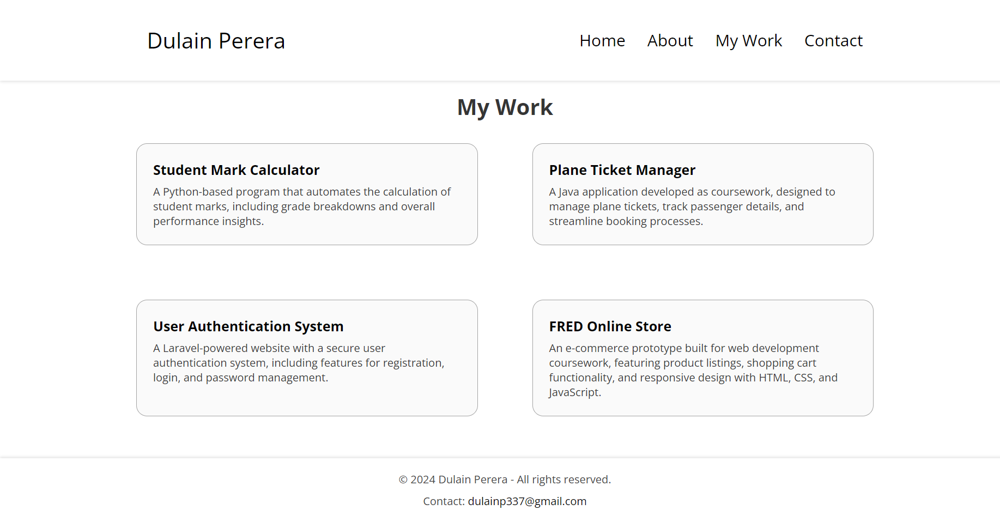 Dulain Perera
Home About My Work Contact
My Work
Student Mark Calculator
A Python-based program that automates the calculation of
student marks, including grade breakdowns and overall
performance insights.
Plane Ticket Manager
A Java application developed as coursework, designed to
manage plane tickets, track passenger details, and
streamline booking processes.
User Authentication System
A Laravel-powered website with a secure user
authentication system, including features for registration,
login, and password management.
FRED Online Store
An e-commerce prototype built for web development
coursework, featuring product listings, shopping cart
functionality, and responsive design with HTML, CSS, and
JavaScript.
© 2024 Dulain Perera - All rights reserved.
Contact: dulainp337@gmail.com